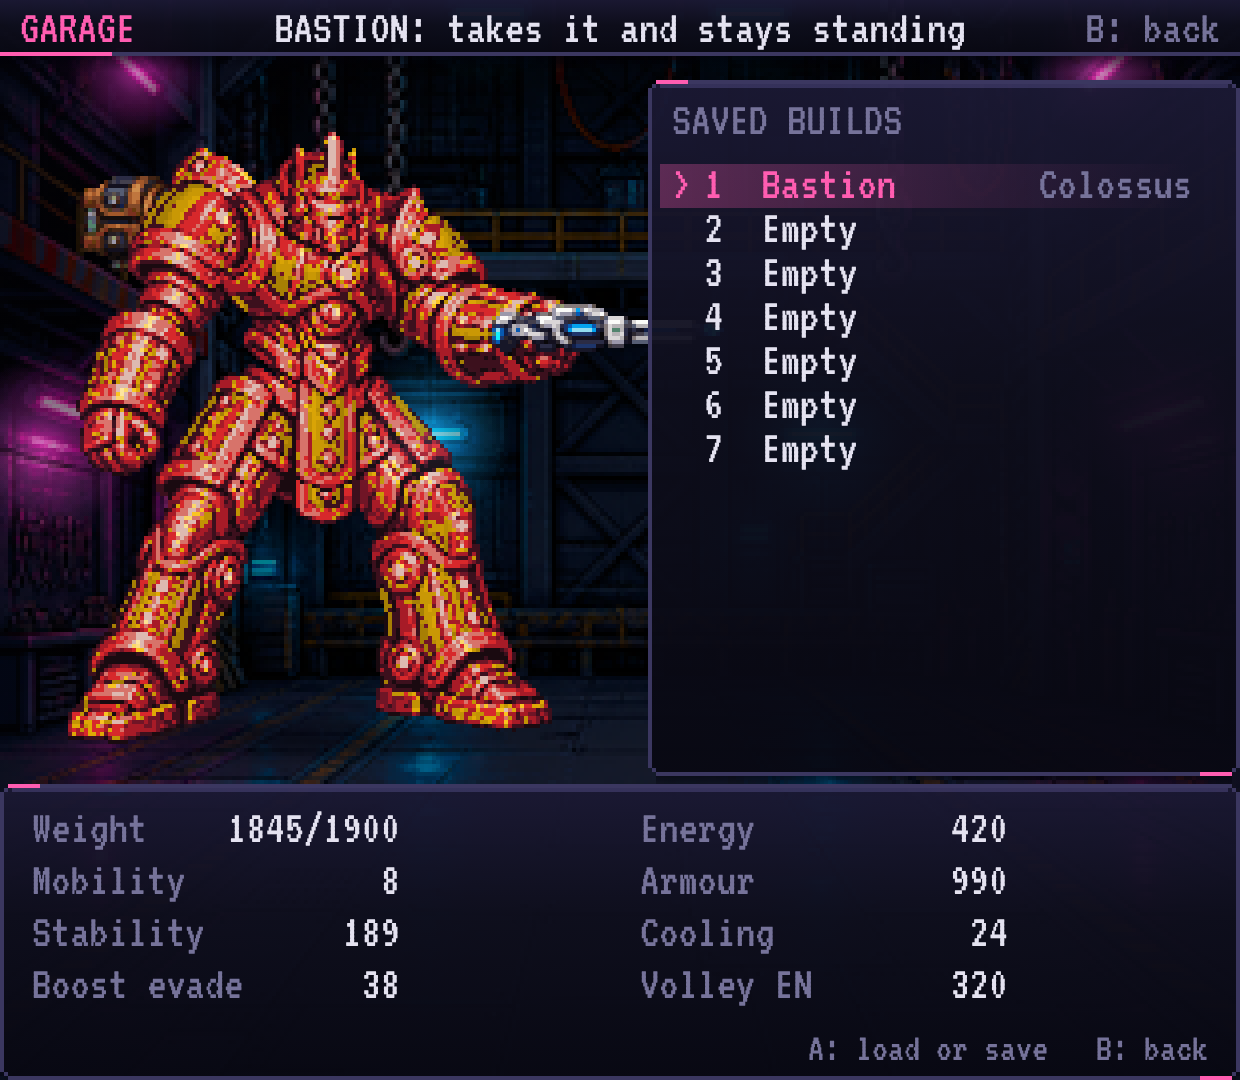 GARAGE BASTION: takes it and stays standing B: back
SAVED BUILDS
> 1 Bastion Colossus
2 Empty
3 Empty
4 Empty
5 Empty
6 Empty
7 Empty
Weight 1845/1900 Energy 420
Mobility 8 Armour 990
Stability 189 Cooling 24
Boost evade 38 Volley EN 320
A: load or save B: back